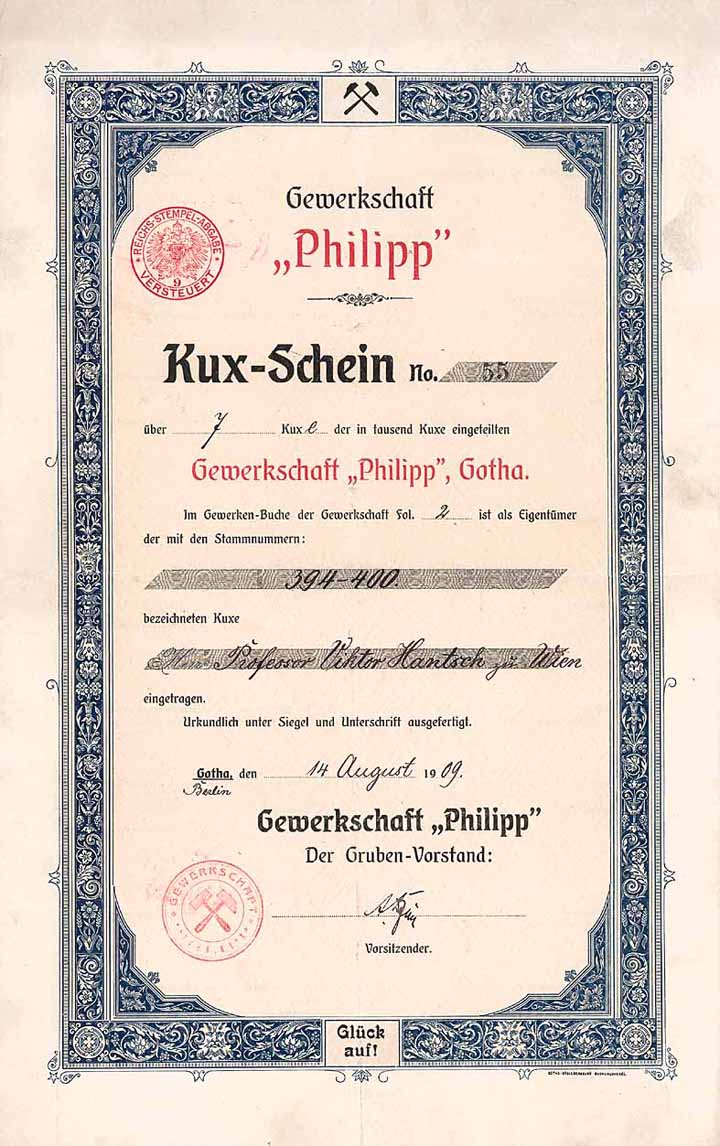 Gewerkschaft
„Philipp”
REICHS-STEMPEL-ABGABE
9
VERSTEUERT
Kux-Schein No. 55
über 7 Kuxe der in tausend Kuxe eingeteilten
Gewerkschaft „Philipp”, Gotha.
Im Gewerken-Buche der Gewerkschaft Fol. 2 ist als Eigentümer
der mit den Stammnummern:
394-400.
bezeichneten Kuxe
Professor Viktor Hantsch zu Wien
eingetragen.
Urkundlich unter Siegel und Unterschrift ausgefertigt.
Gotha, den 14 August 1909.
Berlin
Gewerkschaft „Philipp”
Der Gruben-Vorstand:
GEWERKSCHAFT
Vorsitzender.
Glück
auf!